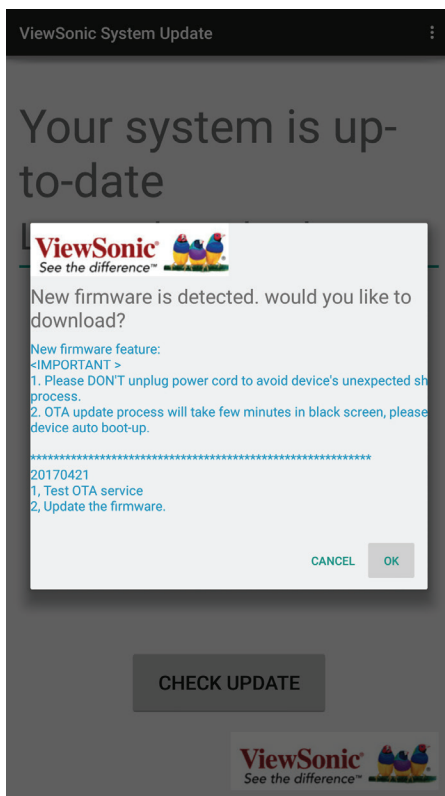 ViewSonic System Update
Your system is up-
to-date
ViewSonic®
See the difference™
New firmware is detected. would you like to
download?
New firmware feature:
<IMPORTANT >
1. Please DON'T unplug power cord to avoid device's unexpected sh
process.
2. OTA update process will take few minutes in black screen, please
device auto boot-up.
**************************************************************
20170421
1, Test OTA service
2, Update the firmware.
CANCEL OK
CHECK UPDATE
ViewSonic®
See the difference™